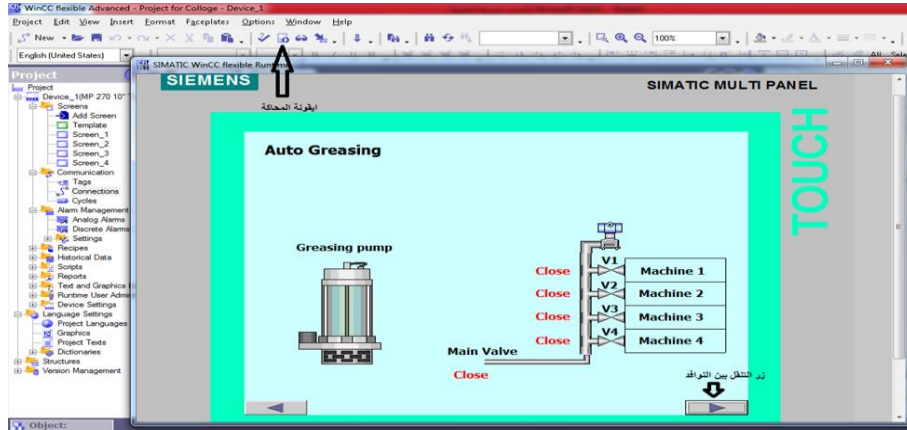 WinCC flexible Advanced - Project for Colloge - Device_1
Project Edit View Insert Format Faceplates Options Window Help
New
100%
English (United States)
SIMATIC WinCC flexible Runtime
Project
Project
Device_1(MP 270 10"
Screens
Add Screen
Template
Screen_1
Screen_2
Screen_3
Screen_4
Communication
Tags
Connections
Cycles
Alarm Management
Analog Alarms
Discrete Alarms
Settings
Recipes
Historical Data
Scripts
Reports
Text and Graphics
Runtime User Admi
Device Settings
Language Settings
Project Languages
Graphics
Project Texts
Dictionaries
Structures
Version Management
Object:
SIEMENS
SIMATIC MULTI PANEL
ايقونة المحاكة
TOUCH
Auto Greasing
Greasing pump
V1
Close Machine 1
V2
Close Machine 2
V3
Close Machine 3
V4
Close Machine 4
Main Valve
Close
زر التنقل بين النوافذ